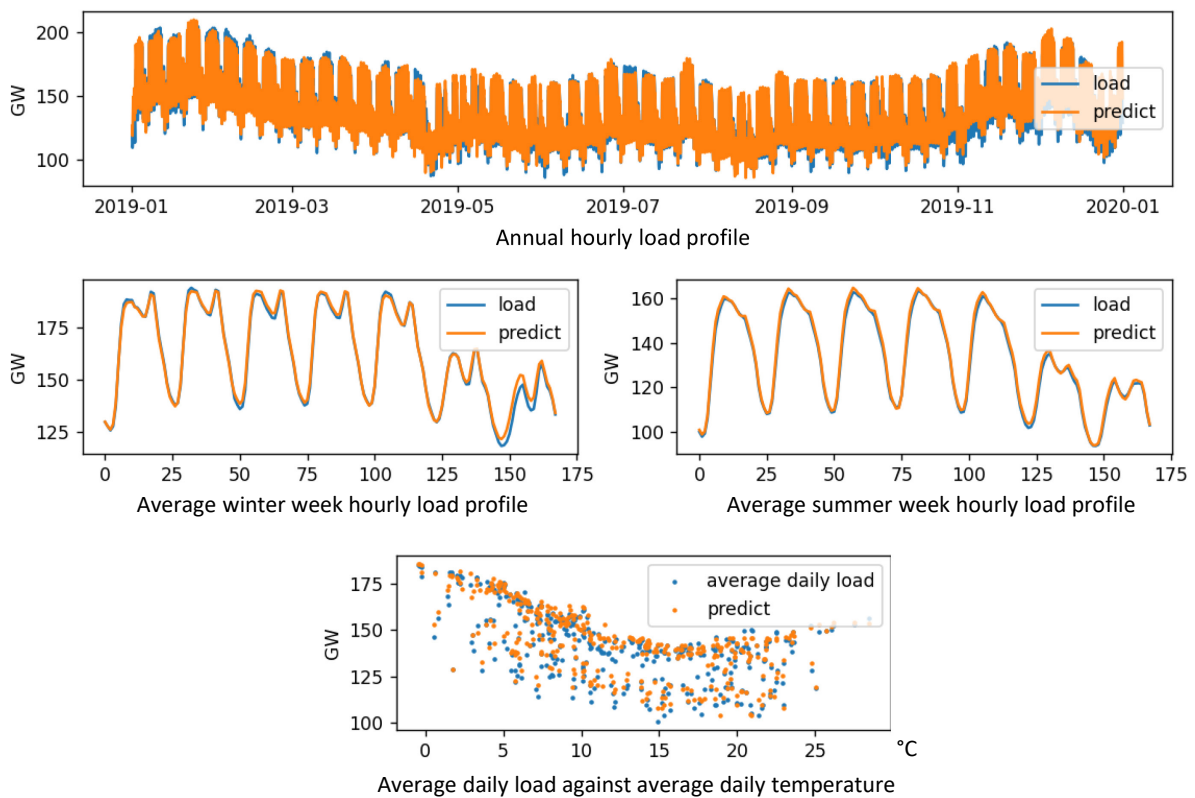 200
150
100
GW
load
predict
2019-01 2019-03 2019-05 2019-07 2019-09 2019-11 2020-01
Annual hourly load profile
175
150
125
GW
load
predict
0 25 50 75 100 125 150 175
Average winter week hourly load profile
160
140
120
100
GW
load
predict
0 25 50 75 100 125 150 175
Average summer week hourly load profile
175
150
125
100
GW
average daily load
predict
0 5 10 15 20 25 °C
Average daily load against average daily temperature